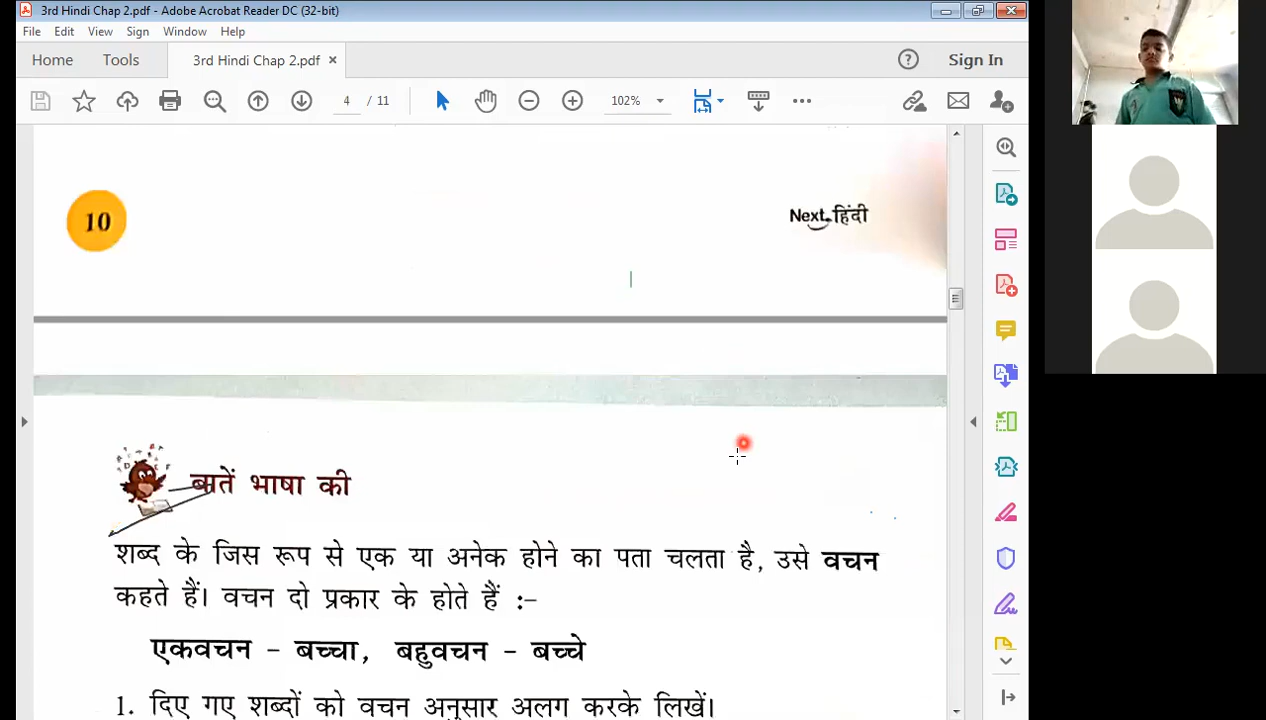 3rd Hindi Chap 2.pdf - Adobe Acrobat Reader DC (32-bit)
File Edit View Sign Window Help
Home Tools 3rd Hindi Chap 2.pdf × Sign In
4 / 11 102%
10
Next हिंदी
बातें भाषा की
शब्द के जिस रूप से एक या अनेक होने का पता चलता है, उसे वचन
कहते हैं। वचन दो प्रकार के होते हैं :–
एकवचन – बच्चा, बहुवचन – बच्चे
1. दिए गए शब्दों को वचन अनुसार अलग करके लिखें।